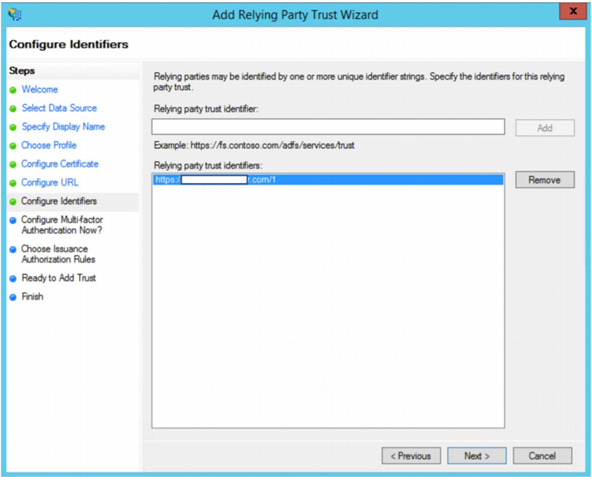 Add Relying Party Trust Wizard
x
Configure Identifiers
Steps
Welcome
Select Data Source
Specify Display Name
Choose Profile
Configure Certificate
Configure URL
Configure Identifiers
Configure Multi-factor
Authentication Now?
Choose Issuance
Authorization Rules
Ready to Add Trust
Finish
Relying parties may be identified by one or more unique identifier strings. Specify the identifiers for this relying
party trust.
Relying party trust identifier:
Add
Example: https://fs.contoso.com/adfs/services/trust
Relying party trust identifiers:
https:/ r.com/1
Remove
< Previous
Next >
Cancel